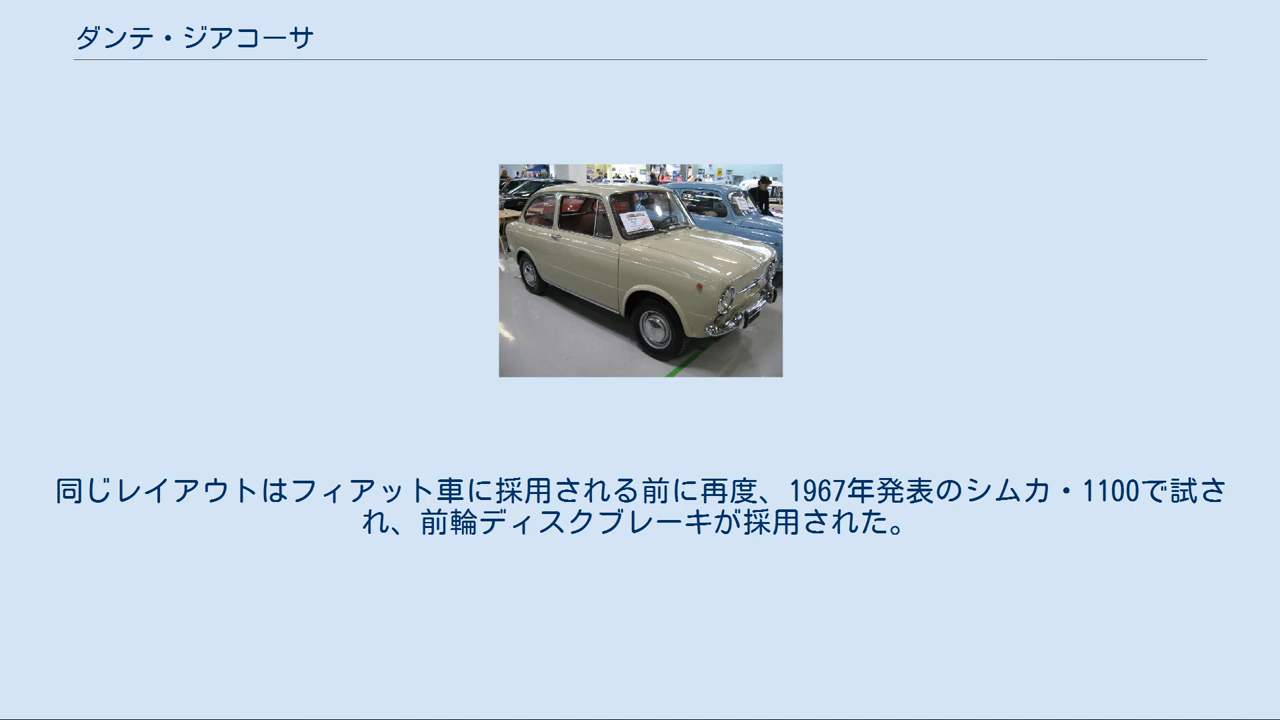 ダンテ・ジアコーサ
同じレイアウトはフィアット車に採用される前に再度、1967年発表のシムカ・1100で試さ
れ、前輪ディスクブレーキが採用された。